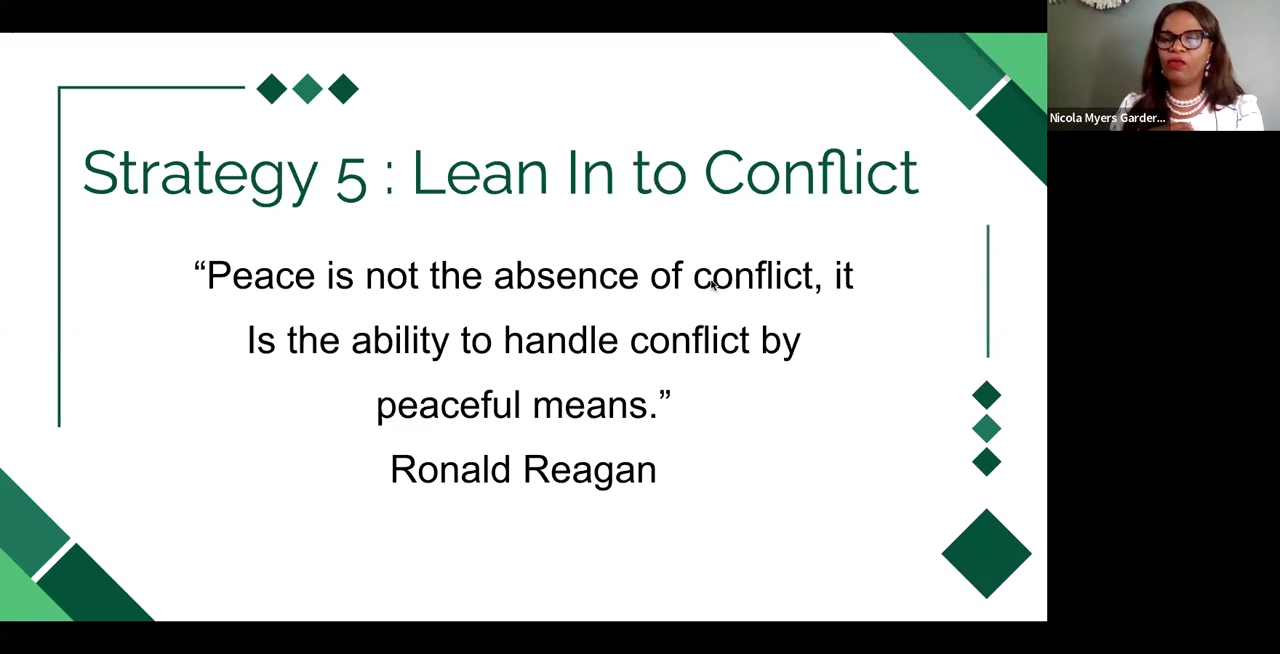 Strategy 5 : Lean In to Conflict
“Peace is not the absence of conflict, it
Is the ability to handle conflict by
peaceful means.”
Ronald Reagan
Nicola Myers Garder...